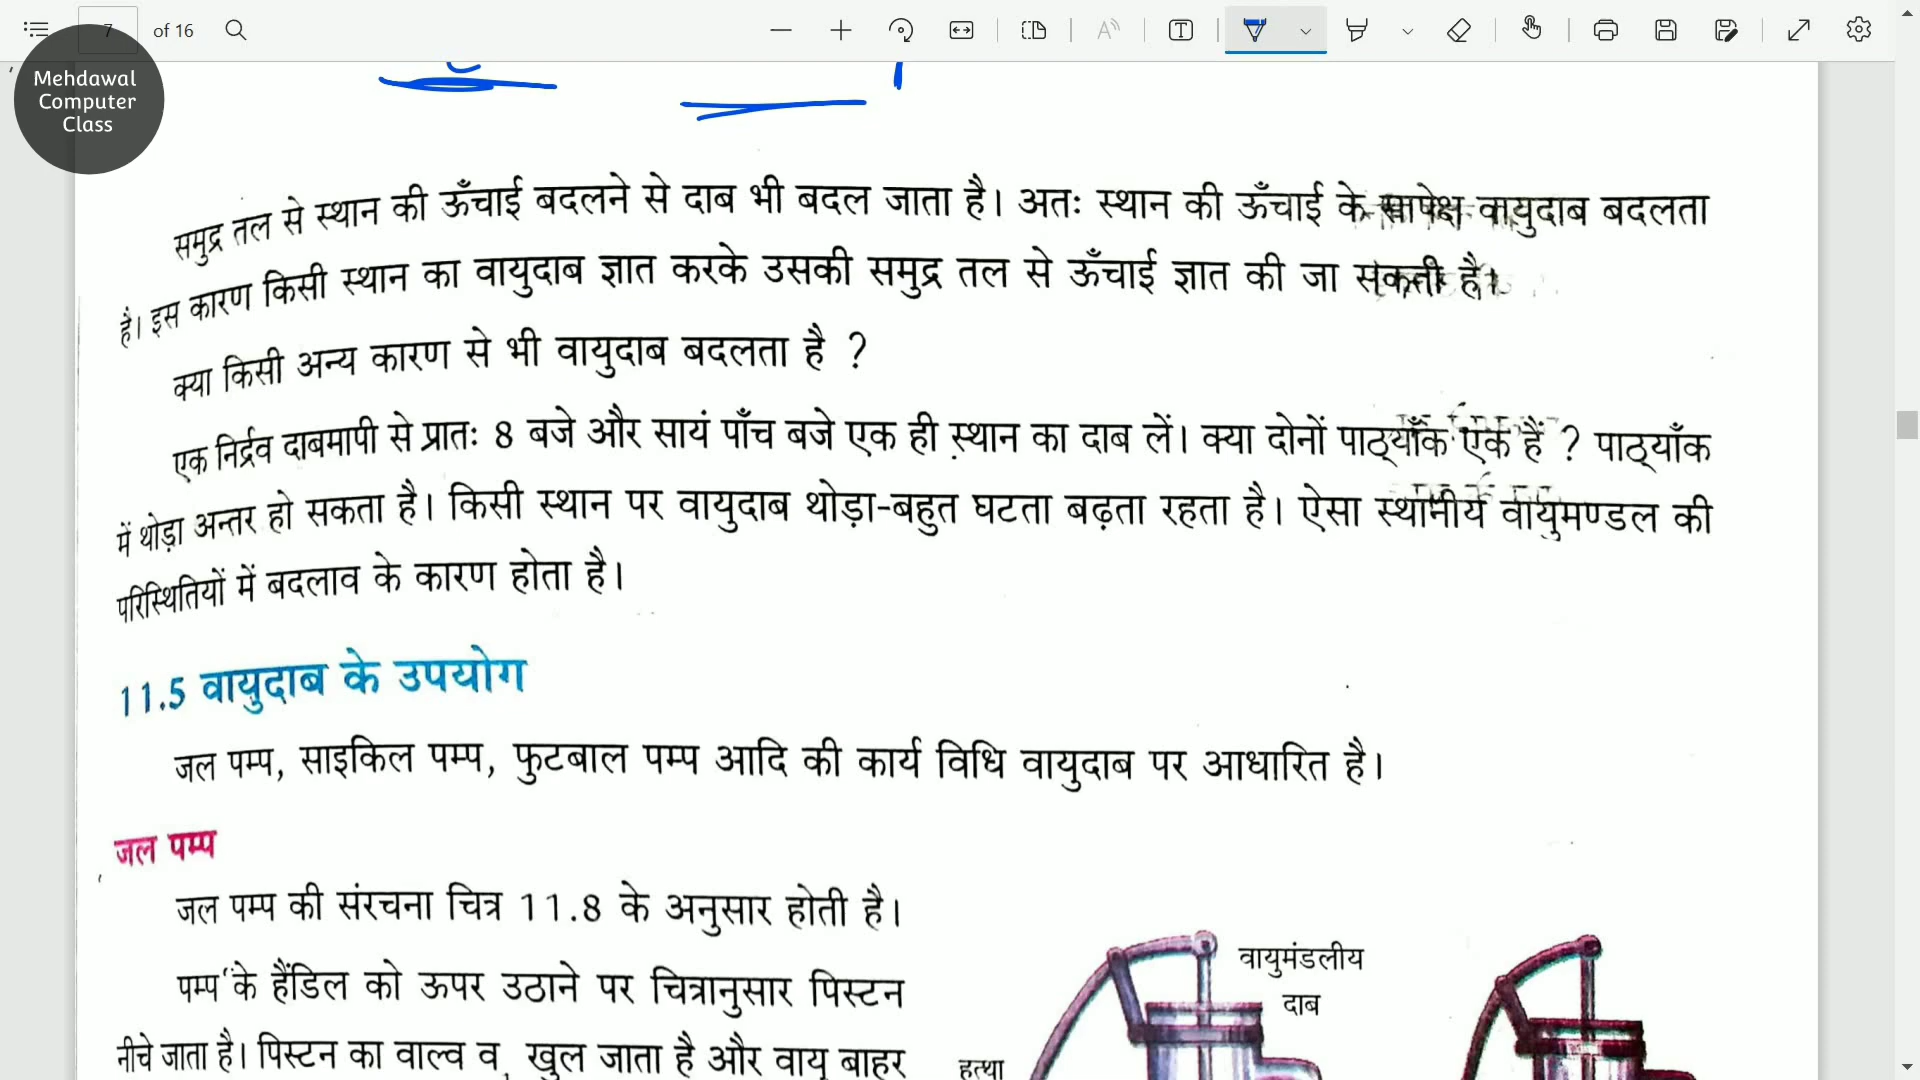 7 of 16
Mehdawal
Computer
Class
समुद्र तल से स्थान की ऊँचाई बदलने से दाब भी बदल जाता है। अतः स्थान की ऊँचाई के सापेक्ष वायुदाब बदलता
है। इस कारण किसी स्थान का वायुदाब ज्ञात करके उसकी समुद्र तल से ऊँचाई ज्ञात की जा सकती है।
क्या किसी अन्य कारण से भी वायुदाब बदलता है ?
एक निर्द्रव दाबमापी से प्रातः 8 बजे और सायं पाँच बजे एक ही स्थान का दाब लें। क्या दोनों पाठ्याँक एक हैं ? पाठ्याँक
में थोड़ा अन्तर हो सकता है। किसी स्थान पर वायुदाब थोड़ा-बहुत घटता बढ़ता रहता है। ऐसा स्थानीय वायुमण्डल की
परिस्थितियों में बदलाव के कारण होता है।
11.5 वायुदाब के उपयोग
जल पम्प, साइकिल पम्प, फुटबाल पम्प आदि की कार्य विधि वायुदाब पर आधारित है।
जल पम्प
जल पम्प की संरचना चित्र 11.8 के अनुसार होती है।
पम्प के हैंडिल को ऊपर उठाने पर चित्रानुसार पिस्टन
नीचे जाता है। पिस्टन का वाल्व व, खुल जाता है और वायु बाहर
वायुमंडलीय
दाब
हत्था